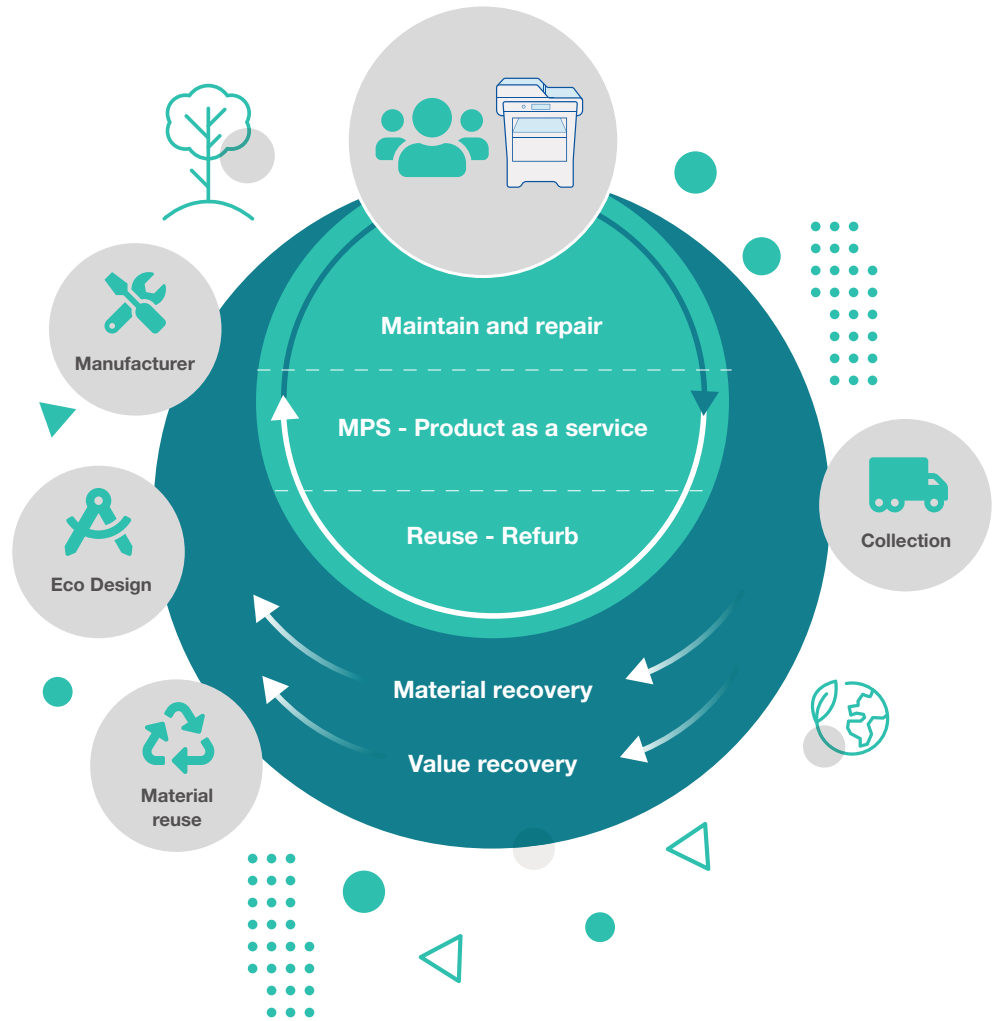 Maintain and repair
Manufacturer
MPS - Product as a service
Reuse - Refurb
Collection
Eco Design
Material recovery
Value recovery
Material
reuse